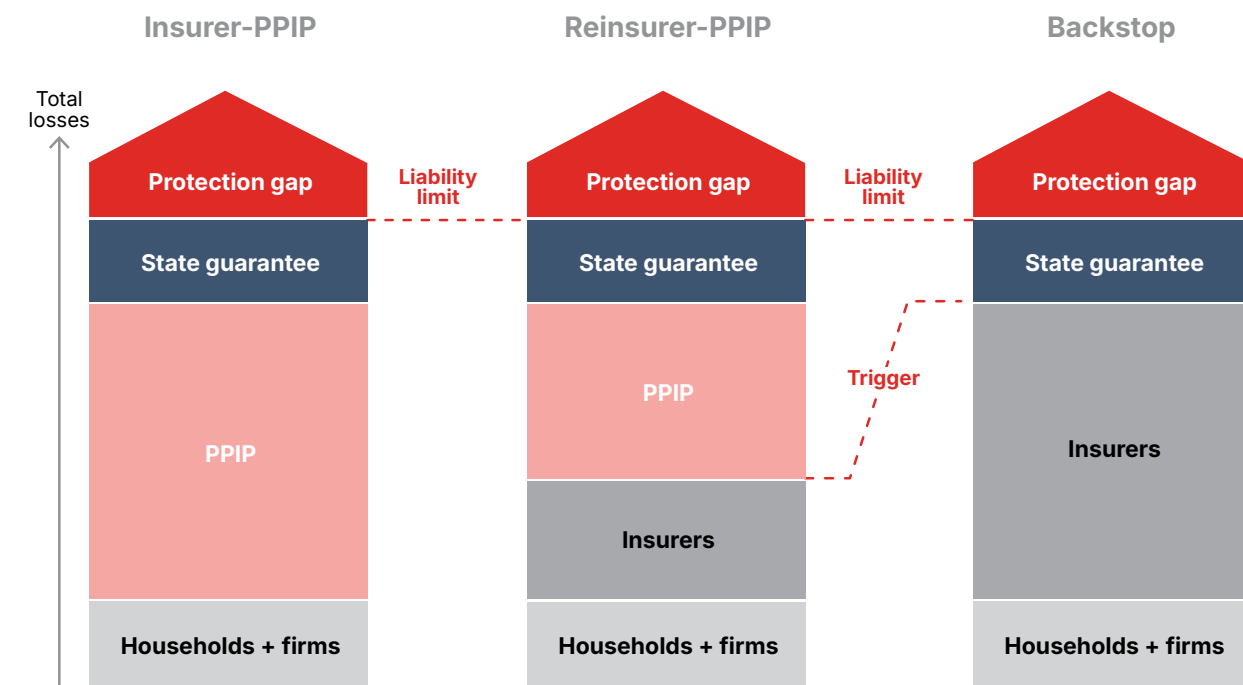 Insurer-PPIP
Reinsurer-PPIP
Backstop
Total
losses
Protection gap
Liability
limit
Protection gap
Liability
limit
Protection gap
State guarantee
State guarantee
State guarantee
PPIP
PPIP
Trigger
Insurers
Insurers
Households + firms
Households + firms
Households + firms